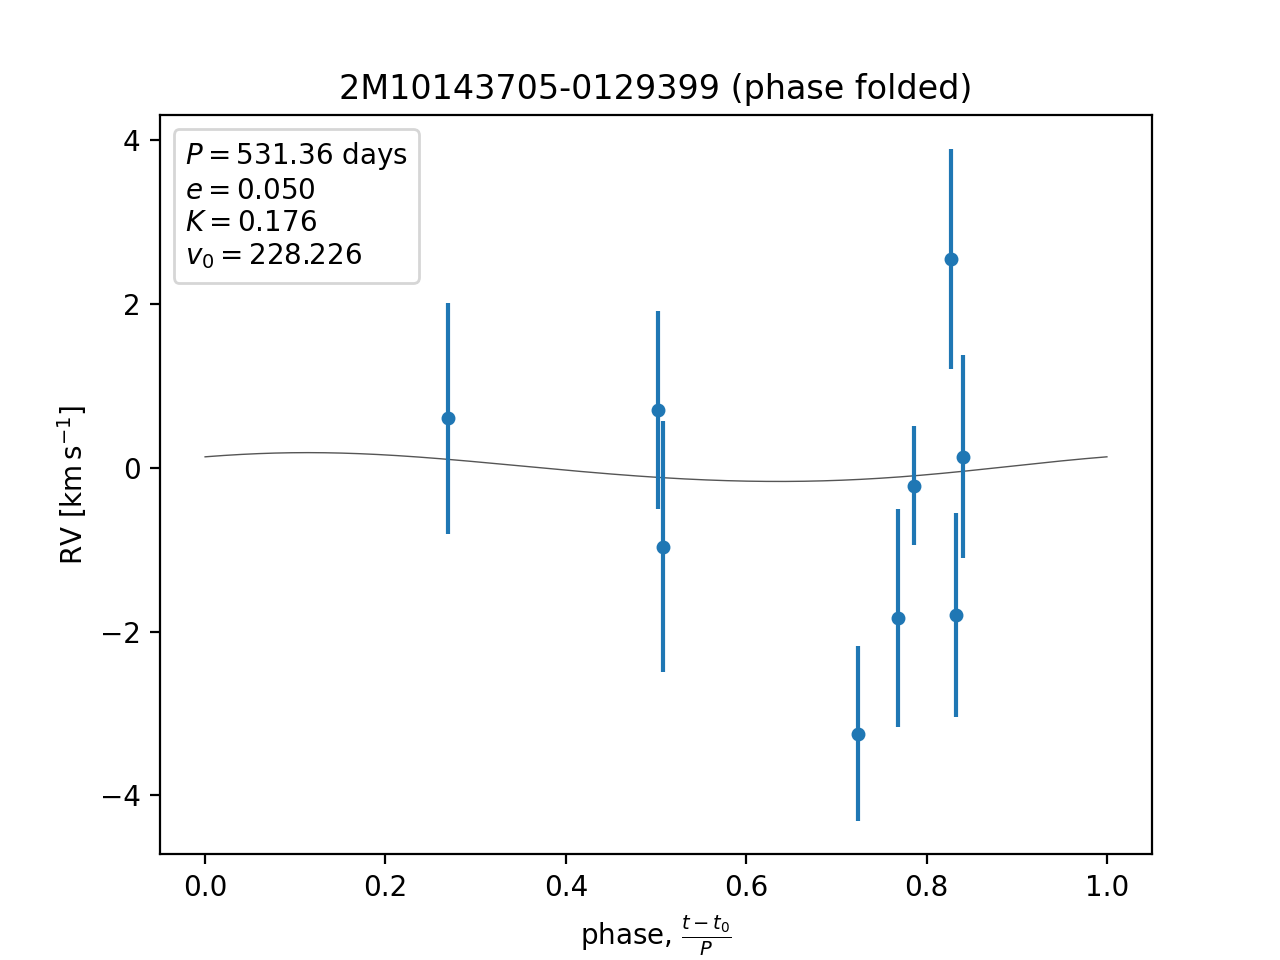 2M10143705-0129399 (phase folded)
P = 531.36 days
e = 0.050
K = 0.176
v₀ = 228.226
4
2
0
−2
−4
RV [km s⁻¹]
0.0 0.2 0.4 0.6 0.8 1.0
phase, (t − t₀)/P